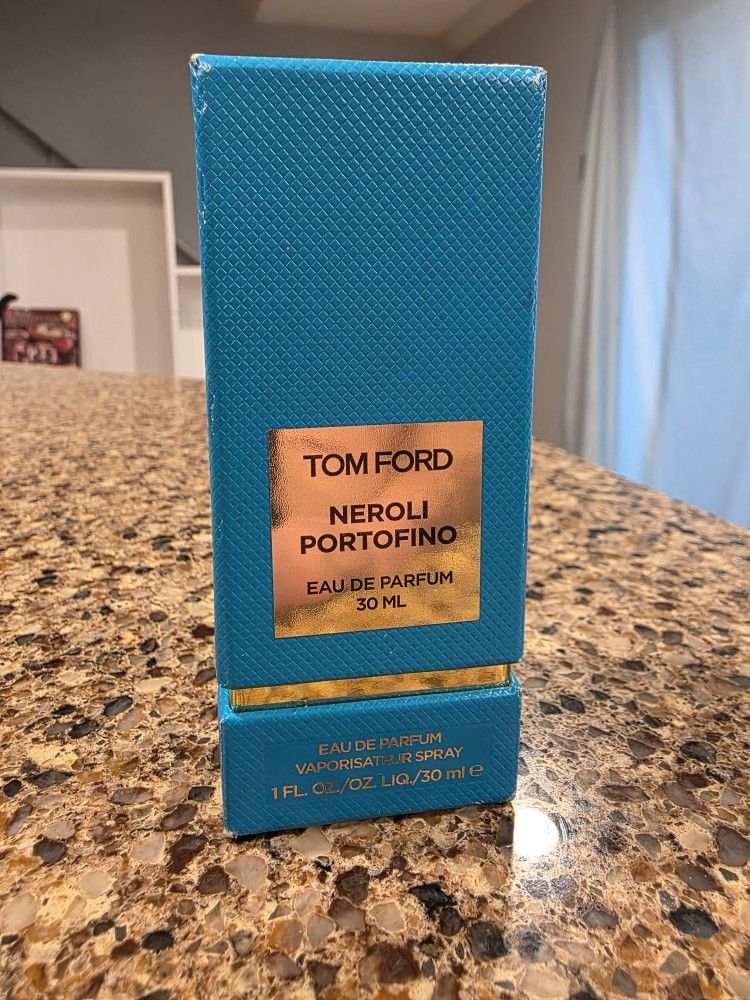 TOM FORD
NEROLI
PORTOFINO
EAU DE PARFUM
30 ML
EAU DE PARFUM
VAPORISATEUR SPRAY
1 FL. OZ./OZ. LIQ./30 ml ℮